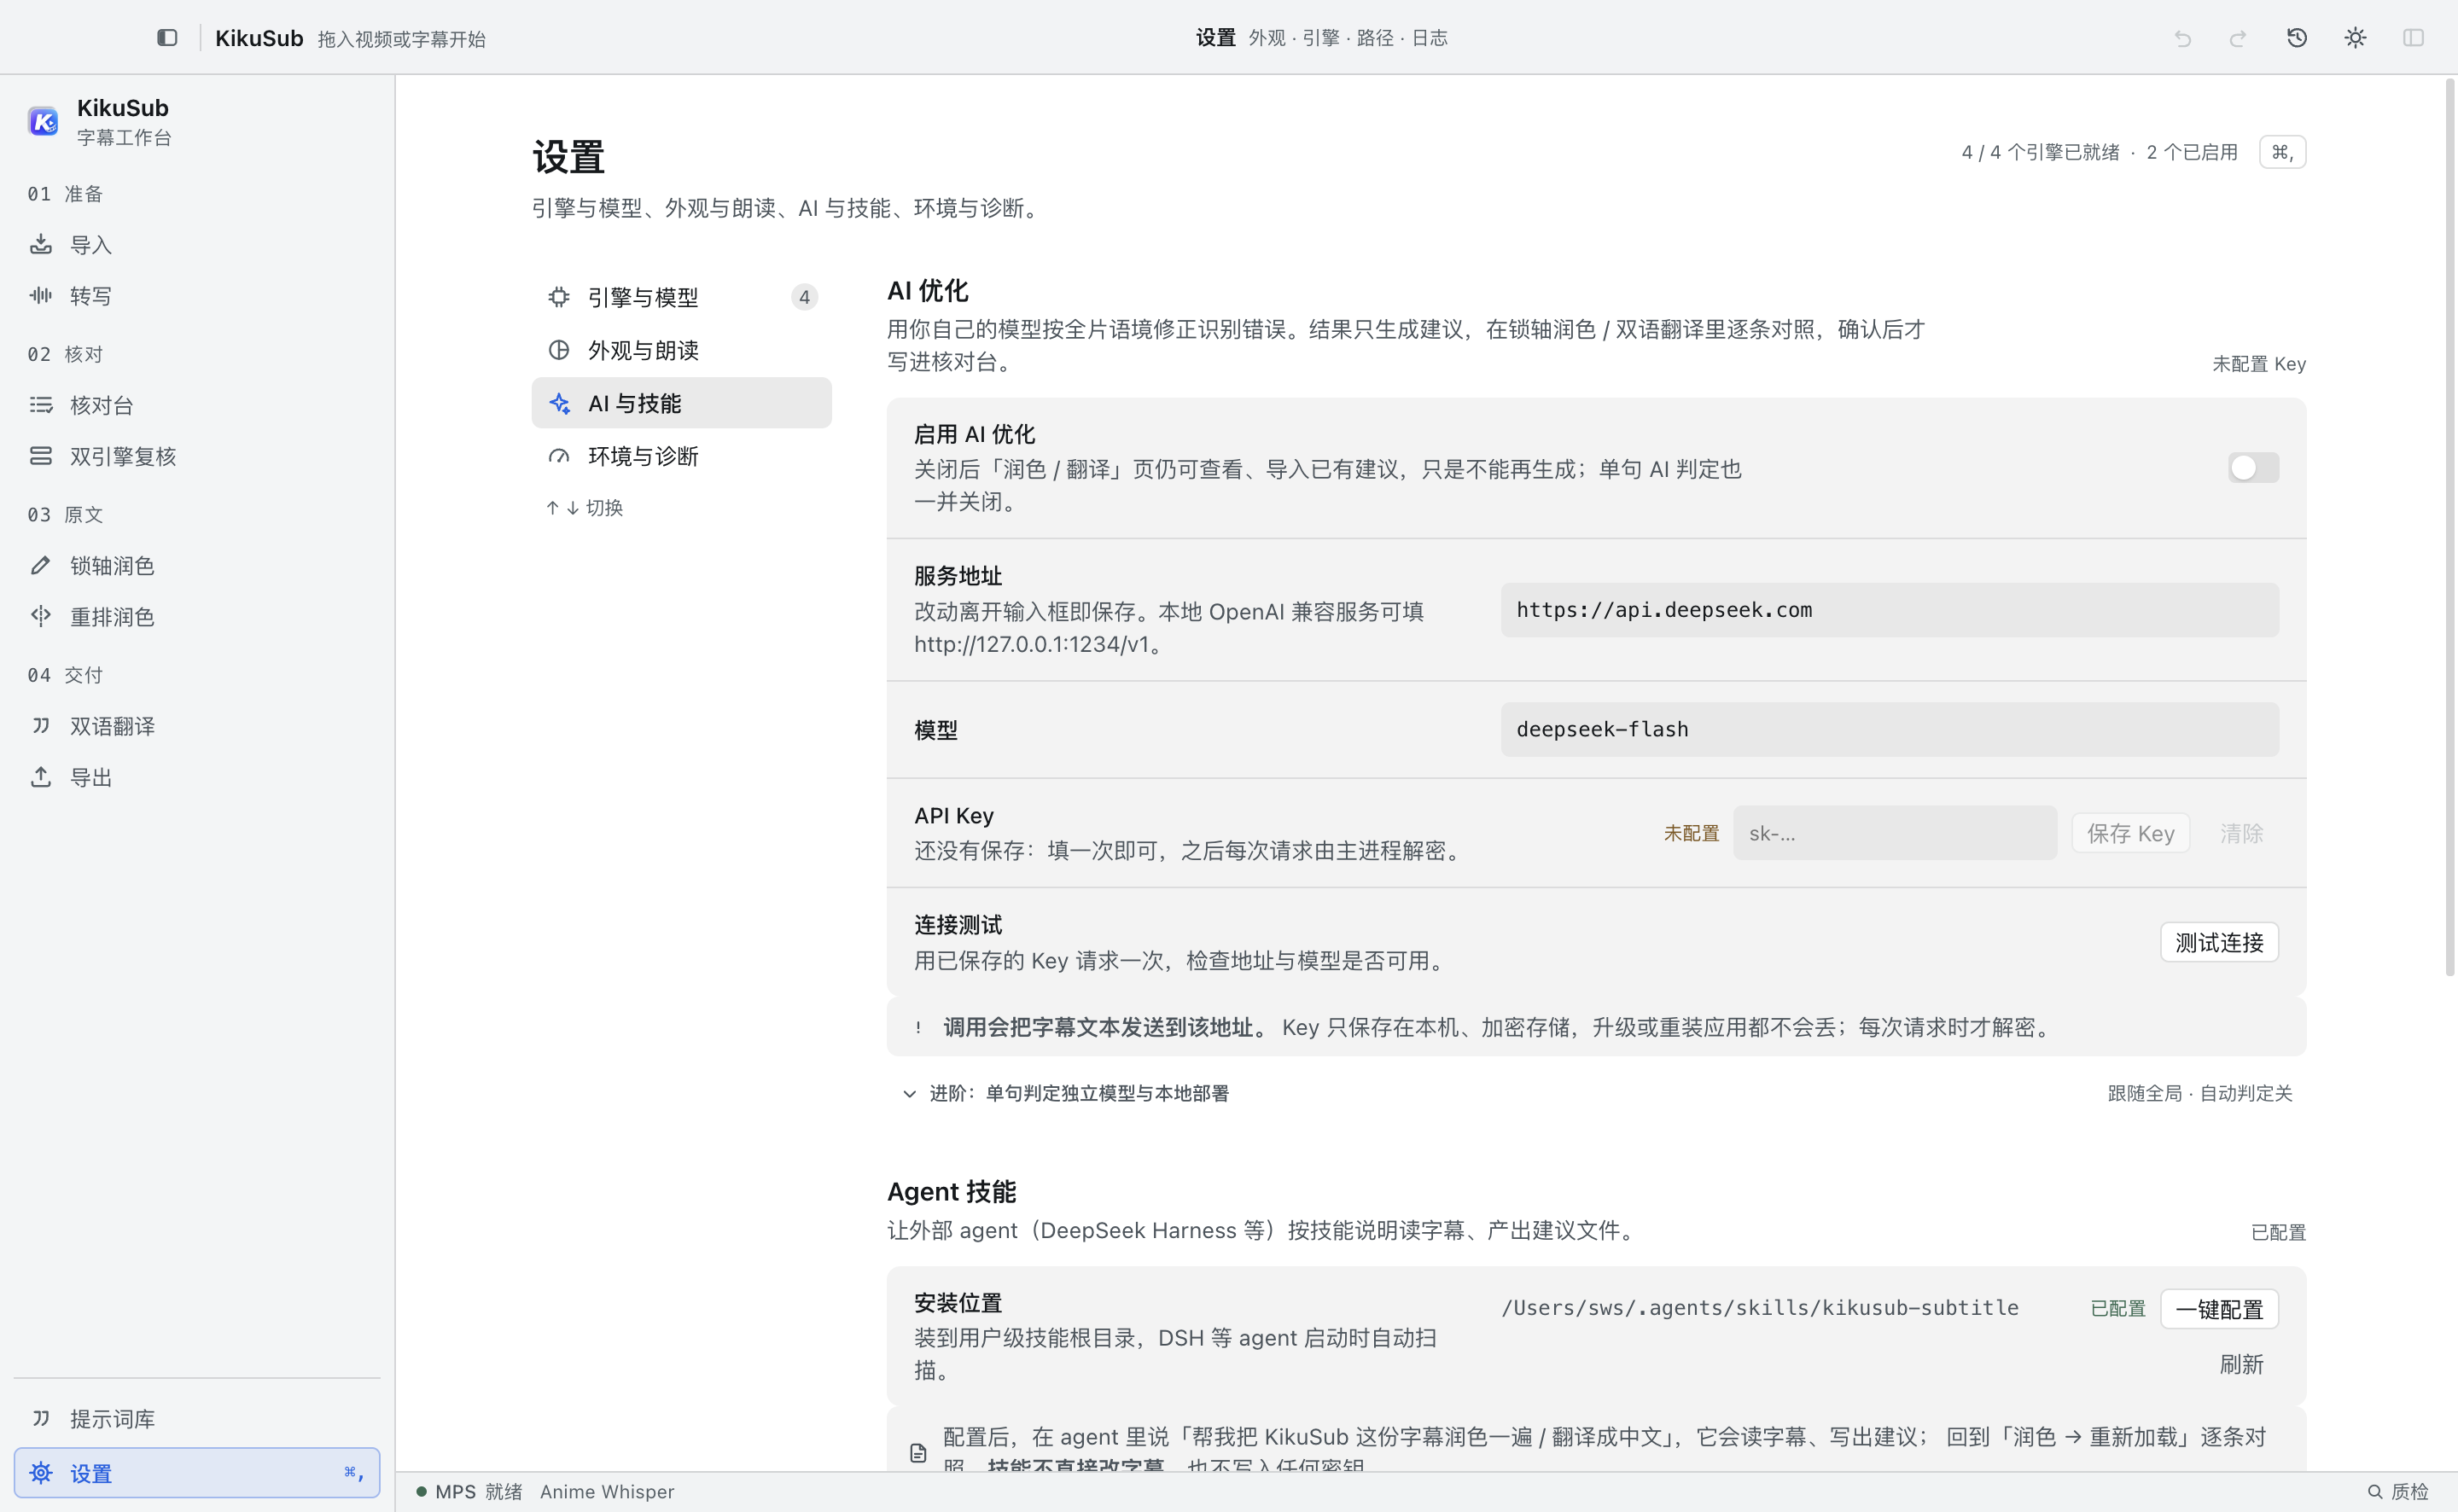 KikuSub 拖入视频或字幕开始
设置 外观 · 引擎 · 路径 · 日志
KikuSub
字幕工作台
01 准备
导入
转写
02 核对
核对台
双引擎复核
03 原文
锁轴润色
重排润色
04 交付
双语翻译
导出
提示词库
设置 ⌘,
设置
4 / 4 个引擎已就绪 · 2 个已启用 ⌘,
引擎与模型、外观与朗读、AI 与技能、环境与诊断。
引擎与模型 4
外观与朗读
AI 与技能
环境与诊断
↑ ↓ 切换
AI 优化
用你自己的模型按全片语境修正识别错误。结果只生成建议，在锁轴润色 / 双语翻译里逐条对照，确认后才
写进核对台。
未配置 Key
启用 AI 优化
关闭后「润色 / 翻译」页仍可查看、导入已有建议，只是不能再生成；单句 AI 判定也
一并关闭。
服务地址
改动离开输入框即保存。本地 OpenAI 兼容服务可填
http://127.0.0.1:1234/v1。
https://api.deepseek.com
模型
deepseek-flash
API Key
还没有保存：填一次即可，之后每次请求由主进程解密。
未配置 sk-... 保存 Key 清除
连接测试
用已保存的 Key 请求一次，检查地址与模型是否可用。
测试连接
! 调用会把字幕文本发送到该地址。 Key 只保存在本机、加密存储，升级或重装应用都不会丢；每次请求时才解密。
进阶：单句判定独立模型与本地部署
跟随全局 · 自动判定关
Agent 技能
让外部 agent（DeepSeek Harness 等）按技能说明读字幕、产出建议文件。
已配置
安装位置
装到用户级技能根目录，DSH 等 agent 启动时自动扫
描。
/Users/sws/.agents/skills/kikusub-subtitle 已配置 一键配置
刷新
配置后，在 agent 里说「帮我把 KikuSub 这份字幕润色一遍 / 翻译成中文」，它会读字幕、写出建议； 回到「润色 → 重新加载」逐条对
照。技能不直接改字幕，也不写入任何密钥
MPS 就绪 Anime Whisper
质检